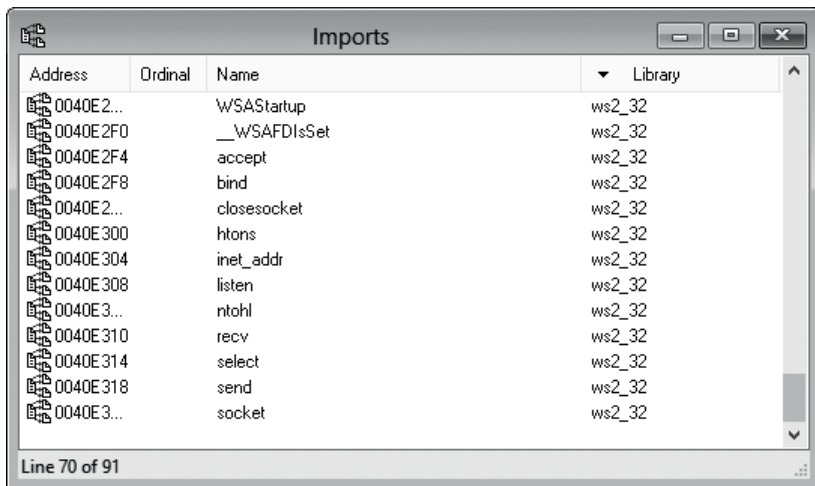 Imports
Address Ordinal Name Library
0040E2... WSAStartup ws2_32
0040E2F0 __WSAFDIsSet ws2_32
0040E2F4 accept ws2_32
0040E2F8 bind ws2_32
0040E2... closesocket ws2_32
0040E300 htons ws2_32
0040E304 inet_addr ws2_32
0040E308 listen ws2_32
0040E3... ntohl ws2_32
0040E310 recv ws2_32
0040E314 select ws2_32
0040E318 send ws2_32
0040E3... socket ws2_32
Line 70 of 91